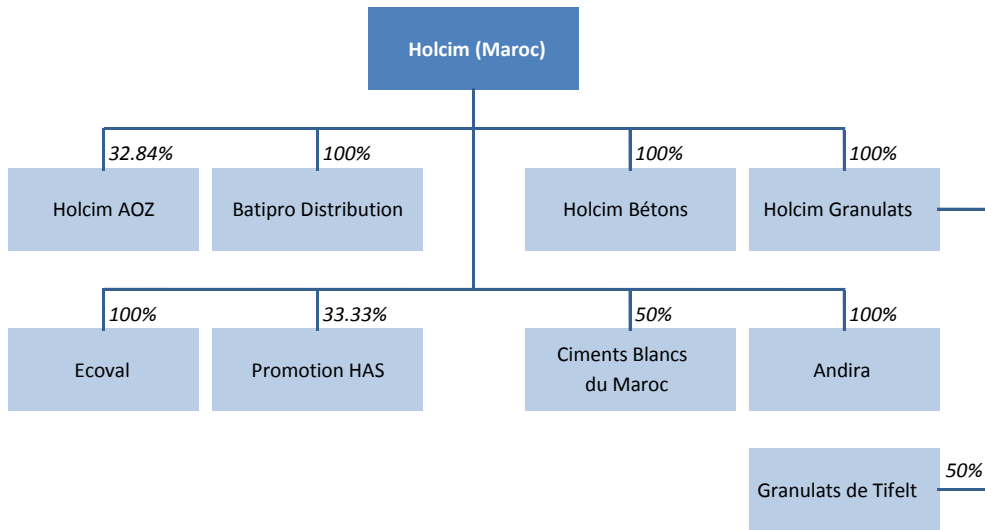 Holcim (Maroc)
32.84%
100%
100%
100%
Holcim AOZ
Batipro Distribution
Holcim Bétons
Holcim Granulats
100%
33.33%
50%
100%
Ecoval
Promotion HAS
Ciments Blancs
du Maroc
Andira
Granulats de Tifelt
50%